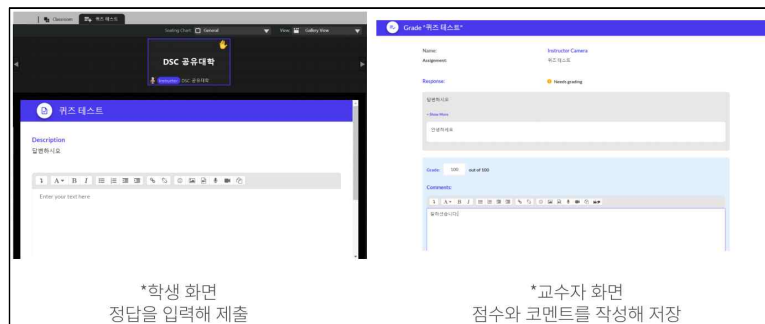 Classroom
퀴즈 테스트
Seating Chart: General
View: Gallery View
DSC 공유대학
Instructor DSC 공유대학
퀴즈 테스트
Description
답변하시오
Enter your text here
*학생 화면
정답을 입력해 제출
Grade "퀴즈 테스트"
Name: Instructor Camera
Assignment: 퀴즈 테스트
Response: Needs grading
답변하시오
+ Show More
안녕하세요
Grade: 100 out of 100
Comments:
잘하셨습니다
*교수자 화면
점수와 코멘트를 작성해 저장